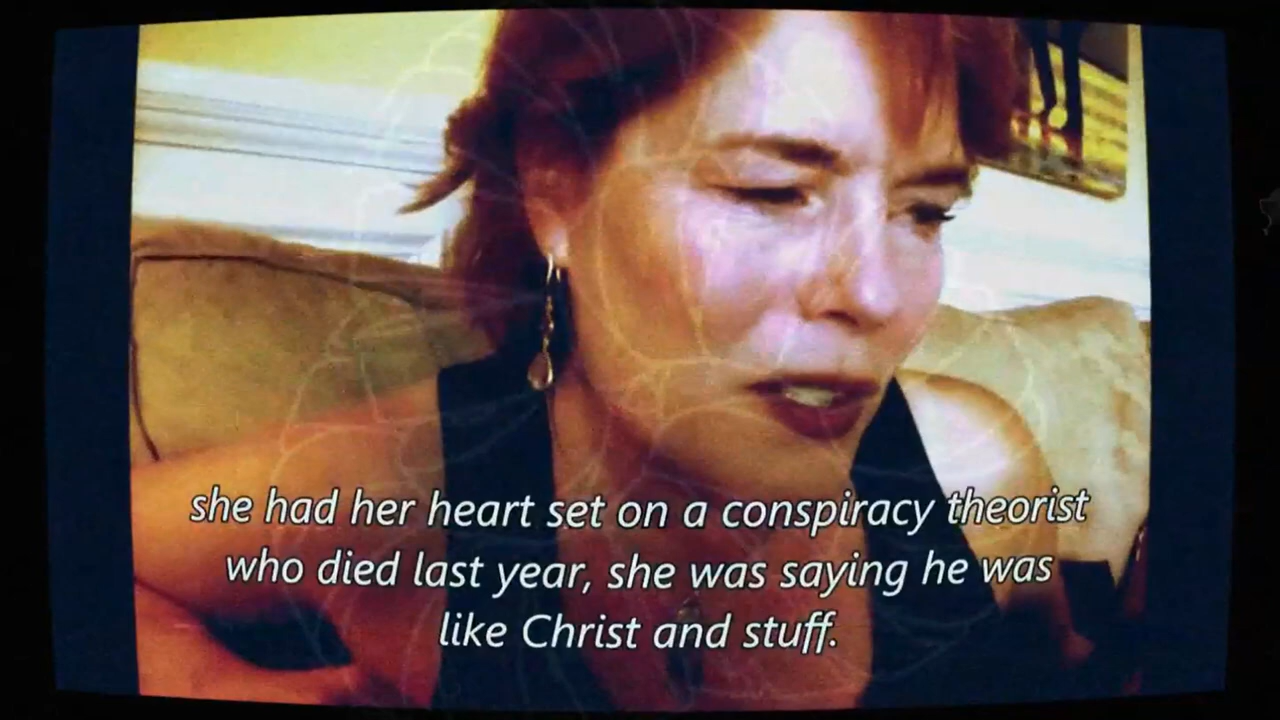 she had her heart set on a conspiracy theorist
who died last year, she was saying he was
like Christ and stuff.